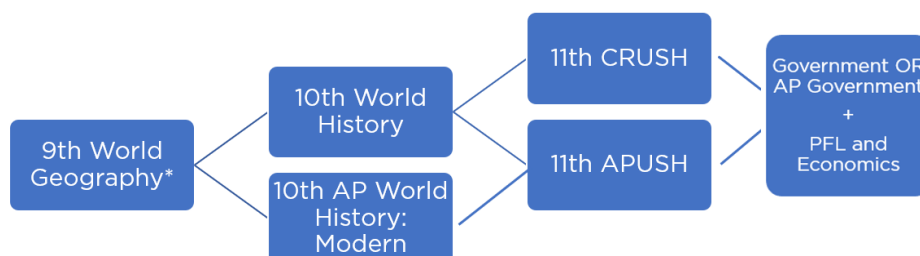 9th World
Geography*
10th World
History
10th AP World
History:
Modern
11th CRUSH
11th APUSH
Government OR
AP Government
+
PFL and
Economics